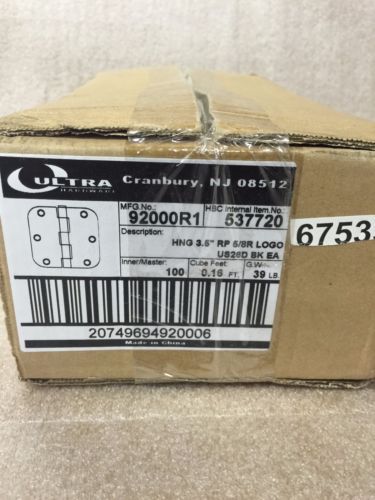 ULTRA
HARDWARE
Cranbury, NJ 08512
MFG.No.: HBC Internal Item.No.
92000R1 537720
Description:
HNG 3.5" RP 5/8R LOGO
US26D BK EA
Inner/Master: Cube Feet: G.W.
100 0.16 FT. 39 LB.
20749694920006
Made in China
6753